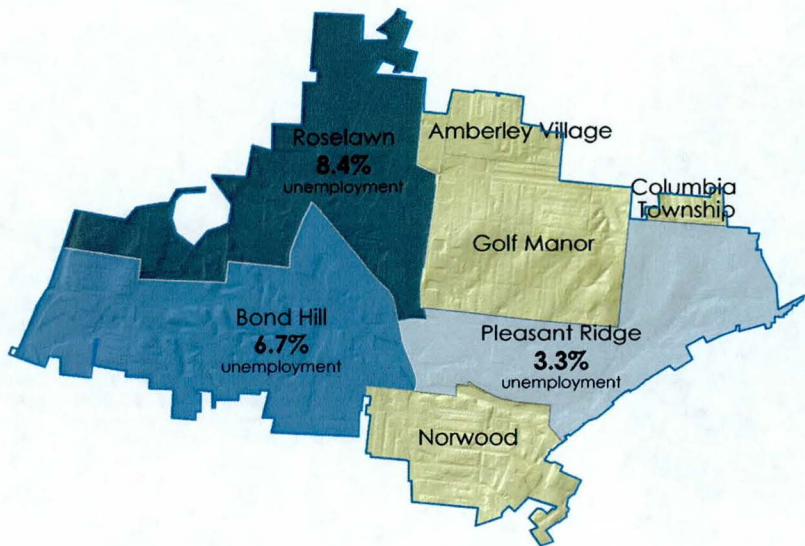 Roselawn
8.4%
unemployment
Amberley Village
Columbia
Township
Golf Manor
Bond Hill
6.7%
unemployment
Pleasant Ridge
3.3%
unemployment
Norwood